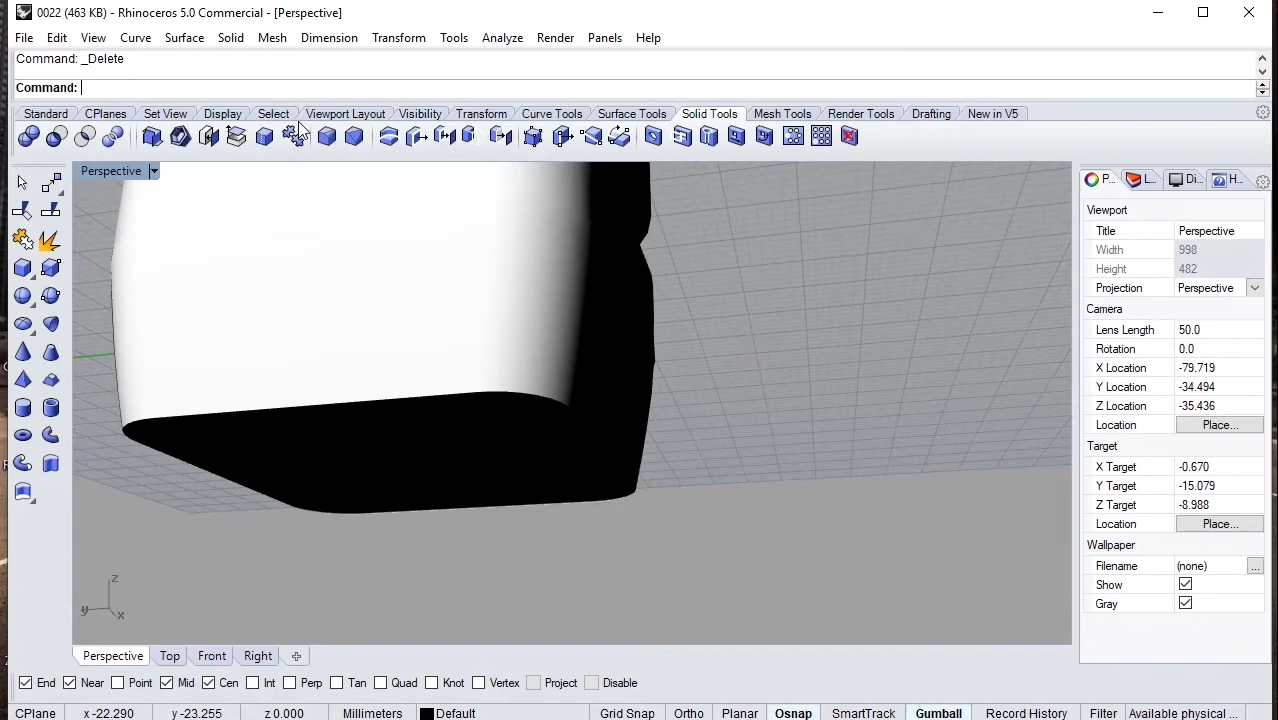 0022 (463 KB) - Rhinoceros 5.0 Commercial - [Perspective]
File Edit View Curve Surface Solid Mesh Dimension Transform Tools Analyze Render Panels Help
Command: _Delete
Command:
Standard CPlanes Set View Display Select Viewport Layout Visibility Transform Curve Tools Surface Tools Solid Tools Mesh Tools Render Tools Drafting New in V5
Perspective
P... L... Di... H...
Viewport
Title Perspective
Width 998
Height 482
Projection Perspective
Camera
Lens Length 50.0
Rotation 0.0
X Location -79.719
Y Location -34.494
Z Location -35.436
Location Place...
Target
X Target -0.670
Y Target -15.079
Z Target -8.988
Location Place...
Wallpaper
Filename (none) ...
Show
Gray
z
y x
Perspective Top Front Right
End Near Point Mid Cen Int Perp Tan Quad Knot Vertex Project Disable
CPlane x -22.290 y -23.255 z 0.000 Millimeters Default Grid Snap Ortho Planar Osnap SmartTrack Gumball Record History Filter Available physical ...